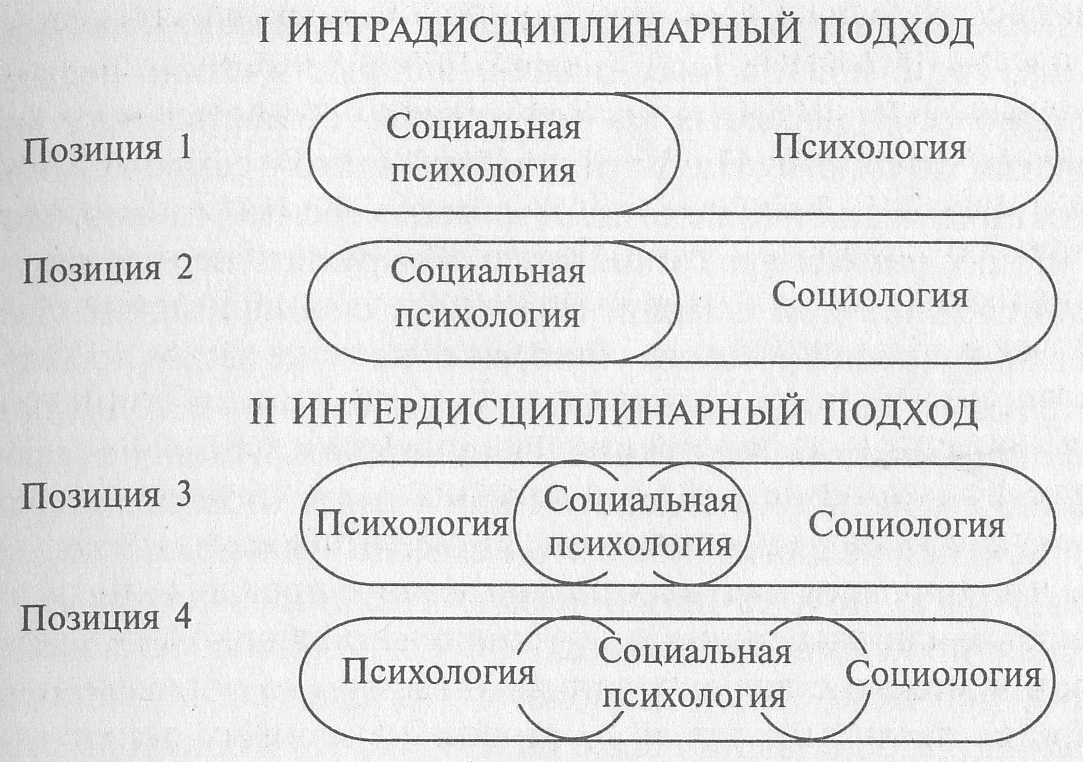 I ИНТРАДИСЦИПЛИНАРНЫЙ ПОДХОД
Позиция 1
Социальная
психология
Психология
Позиция 2
Социальная
психология
Социология
II ИНТЕРДИСЦИПЛИНАРНЫЙ ПОДХОД
Позиция 3
Психология
Социальная
психология
Социология
Позиция 4
Психология
Социальная
психология
Социология